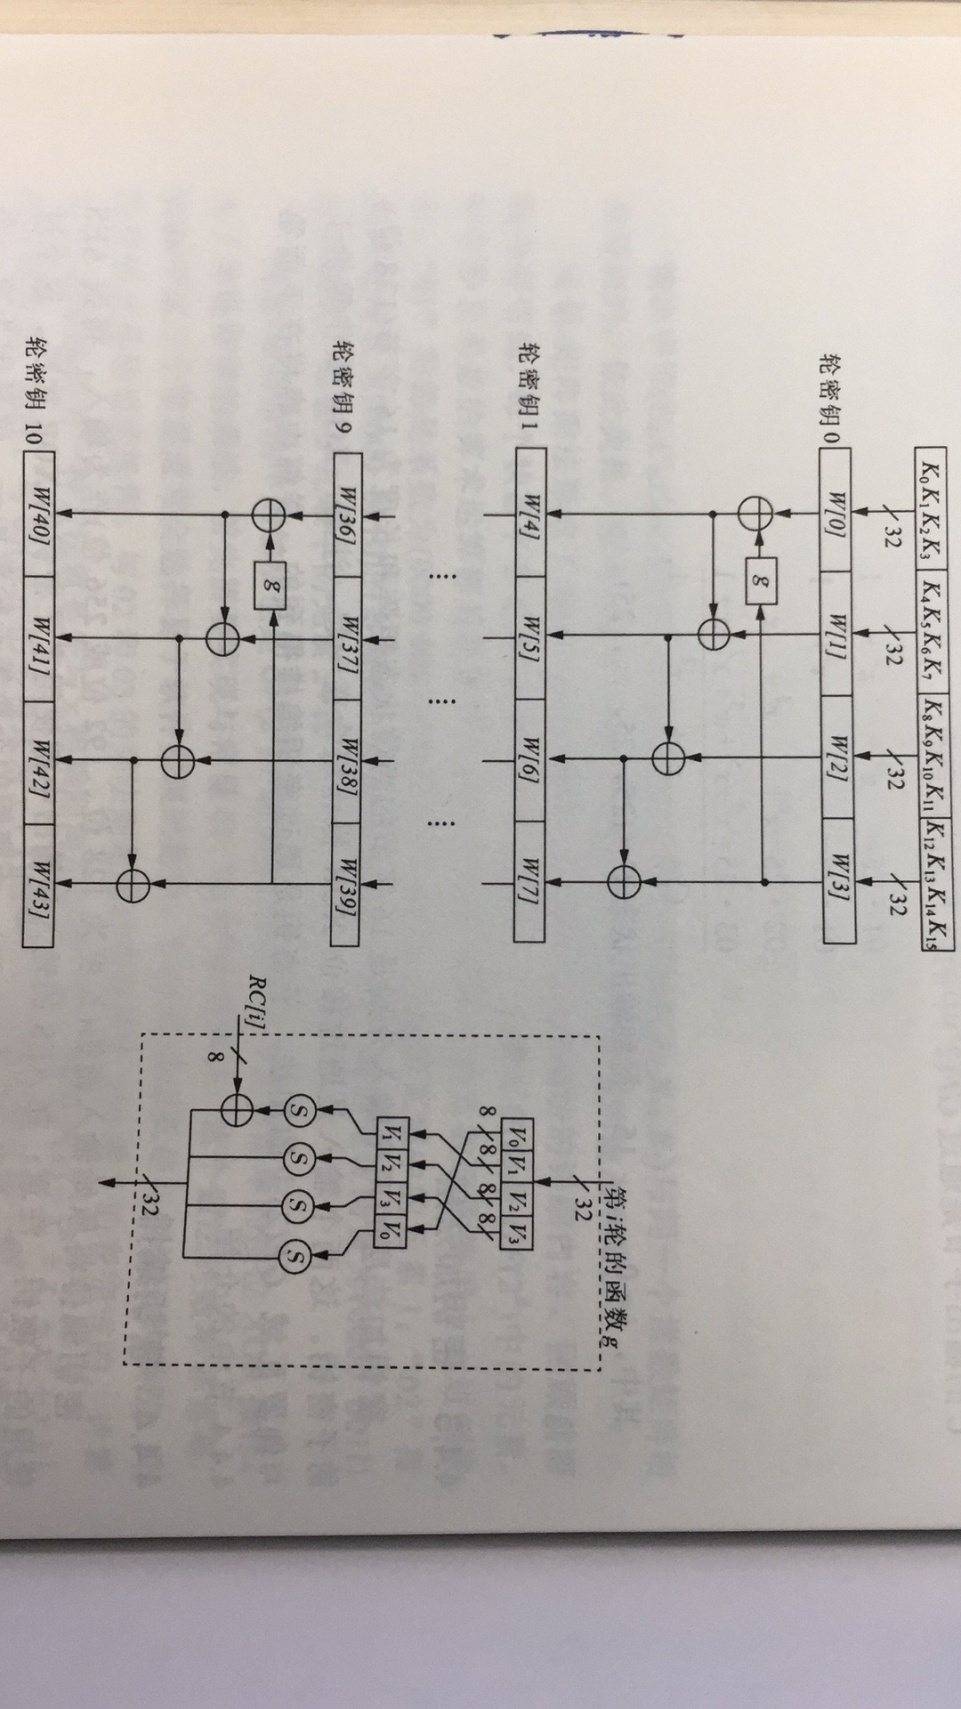 K₀K₁K₂K₃ K₄K₅K₆K₇ K₈K₉K₁₀K₁₁ K₁₂K₁₃K₁₄K₁₅
32 32 32 32
轮密钥0 W[0] W[1] W[2] W[3]
g
轮密钥1 W[4] W[5] W[6] W[7]
⋮ ⋮ ⋮
轮密钥9 W[36] W[37] W[38] W[39]
g
轮密钥10 W[40] W[41] W[42] W[43]
第i轮的函数g
32
V₀ V₁ V₂ V₃
8 8 8 8
V₁ V₂ V₃ V₀
S S S S
RC[i]
8
32